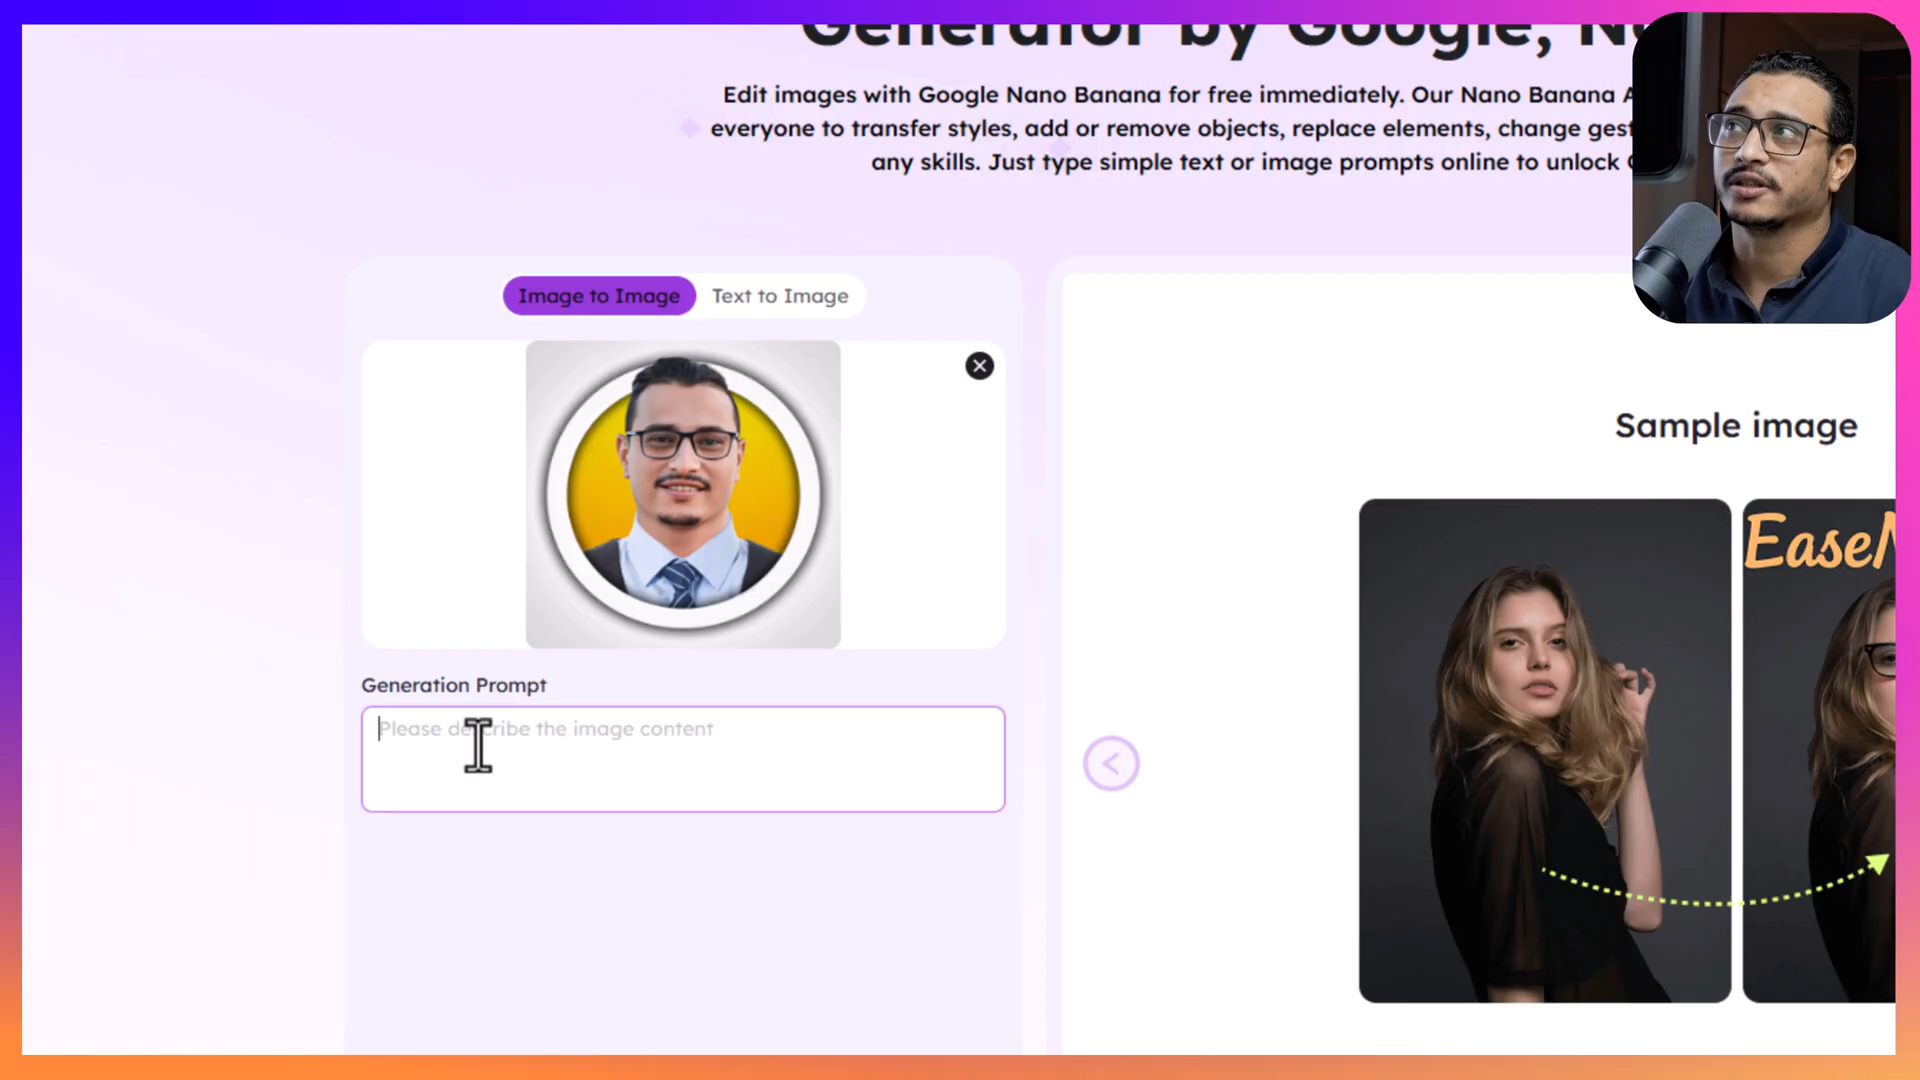 Generator by Google, N
Edit images with Google Nano Banana for free immediately. Our Nano Banana A
everyone to transfer styles, add or remove objects, replace elements, change gest
any skills. Just type simple text or image prompts online to unlock
Image to Image
Text to Image
Sample image
EaseM
Generation Prompt
Please describe the image content